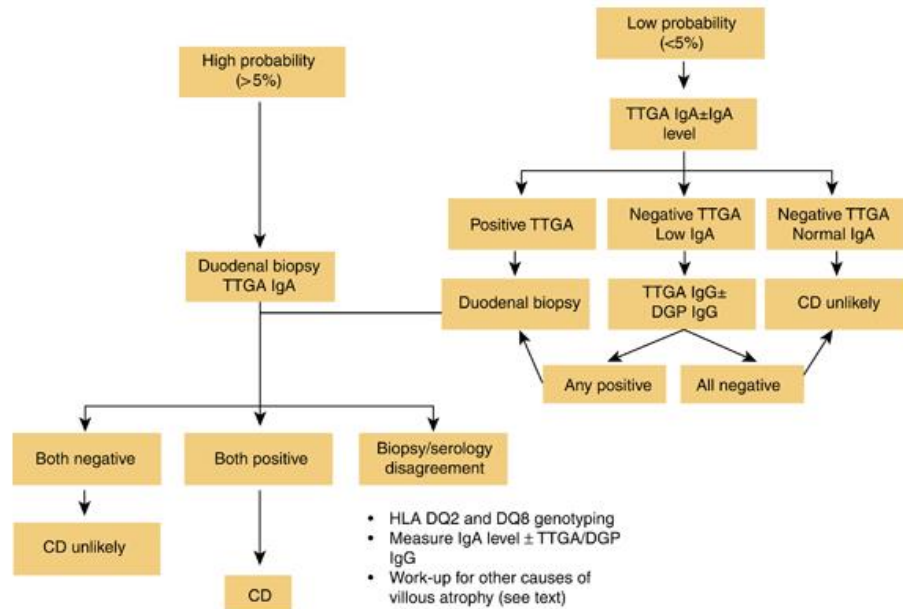 Low probability
(<5%)
High probability
(>5%)
TTGA IgA±IgA
level
Positive TTGA
Negative TTGA
Low IgA
Negative TTGA
Normal IgA
Duodenal biopsy
TTGA IgA
Duodenal biopsy
TTGA IgG±
DGP IgG
CD unlikely
Any positive
All negative
Both negative
Both positive
Biopsy/serology
disagreement
CD unlikely
CD
• HLA DQ2 and DQ8 genotyping
• Measure IgA level ± TTGA/DGP
IgG
• Work-up for other causes of
villous atrophy (see text)